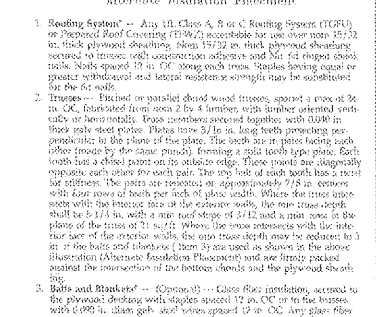 Alternate Insulation Placement
1. Roofing System* -- Any UL Class A, B or C Roofing System (TGFU)
or Prepared Roof Covering (TFWZ) acceptable for use over nom 15/32
in. thick plywood sheathing. Nom 15/32 in. thick plywood sheathing
secured to trusses with construction adhesive and No. 6d ringed shank
nails. Nails spaced 12 in. OC along each truss. Staples having equal or
greater withdrawal and lateral resistance strength may be substituted
for the 6d nails.
2. Trusses -- Pitched or parallel chord wood trusses, spaced a max of 24
in. OC, fabricated from nom 2 by 4 lumber, with lumber oriented verti-
cally or horizontally. Truss members secured together with 0.040 in
thick galv steel plates. Plates have 5/16 in. long teeth projecting per-
pendicular to the plane of the plate. The teeth are in pairs facing each
other (made by the same punch), forming a split tooth type plate. Each
tooth has a chisel point on its outside edge. These points are diagonally
opposite each other for each pair. The top half of each tooth has a twist
for stiffness. The pairs are repeated on approximately 7/8 in. centers
with four rows of teeth per inch of plate width. Where the truss inter-
sects with the interior face of the exterior walls, the min truss depth
shall be 5-1/4 in. with a min roof slope of 3/12 and a min area in the
plane of the truss of 21 sq/ft. Where the truss intersects with the inte-
rior face of the exterior walls, the min truss depth may be reduced to 3
in. if the batts and blankets (Item 3) are used as shown in the above
illustration (Alternate Insulation Placement) and are firmly packed
against the intersection of the bottom chords and the plywood sheath-
ing.
3. Batts and Blankets* -- (Optional) -- Glass fiber insulation, secured to
the plywood decking with staples spaced 12 in. OC or to the trusses
with 0.090 in. diam galv steel wires spaced 12 in. OC. Any glass fiber